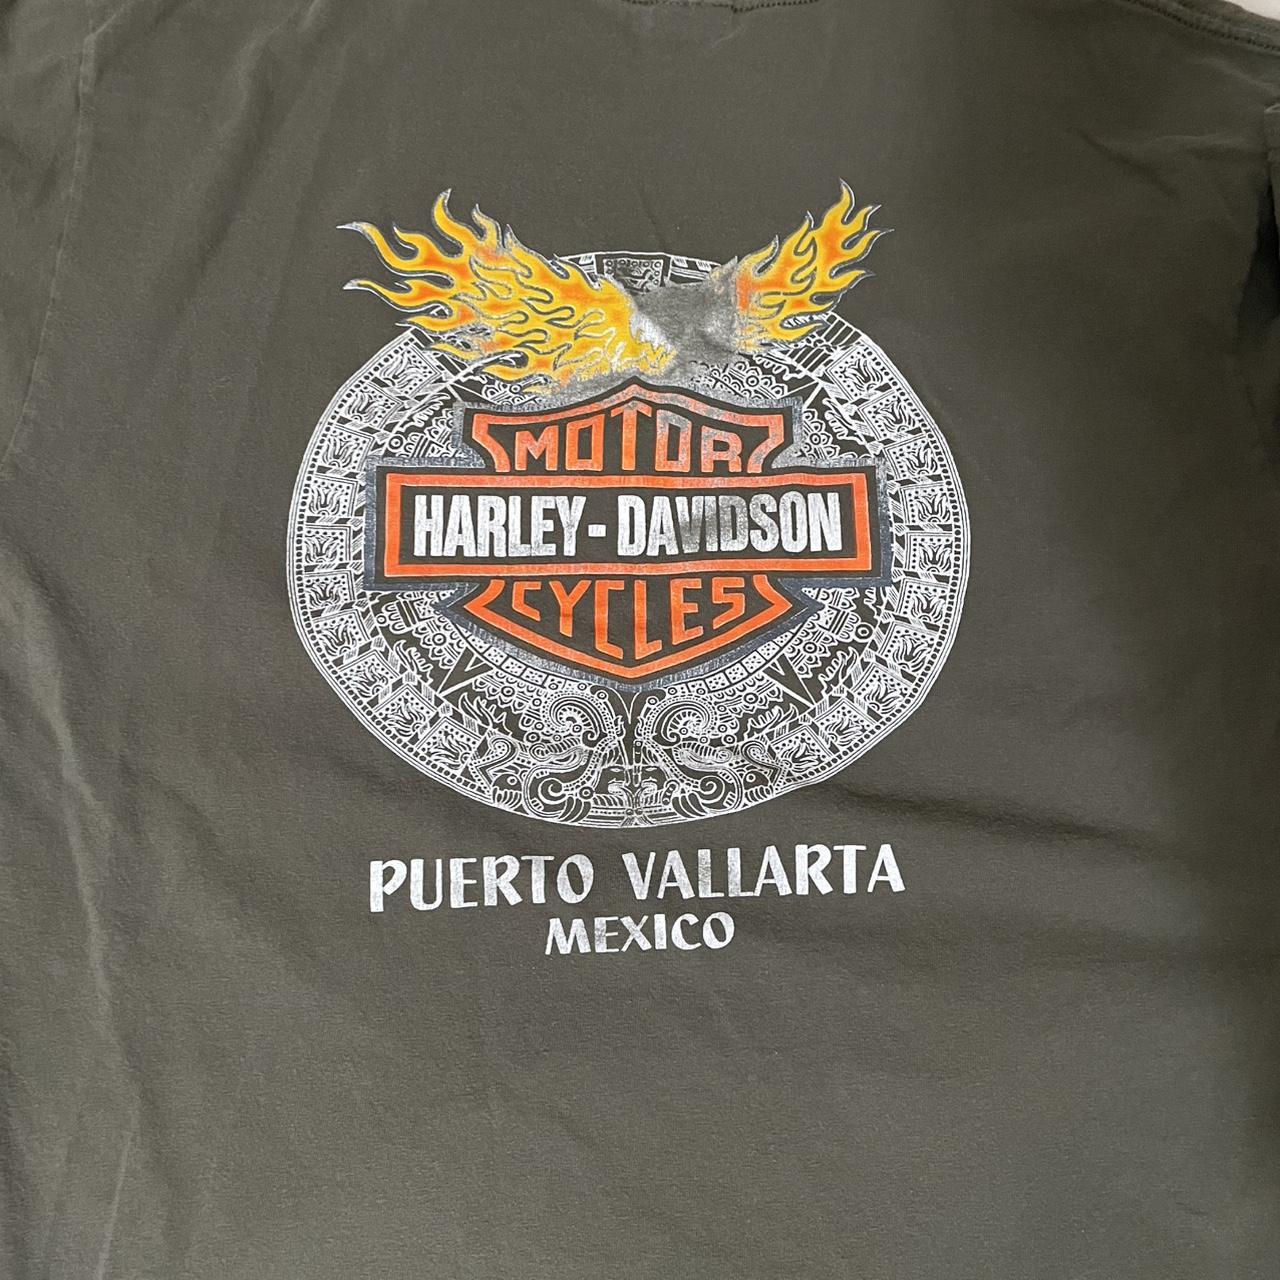 MOTOR
HARLEY-DAVIDSON
CYCLES
PUERTO VALLARTA
MEXICO